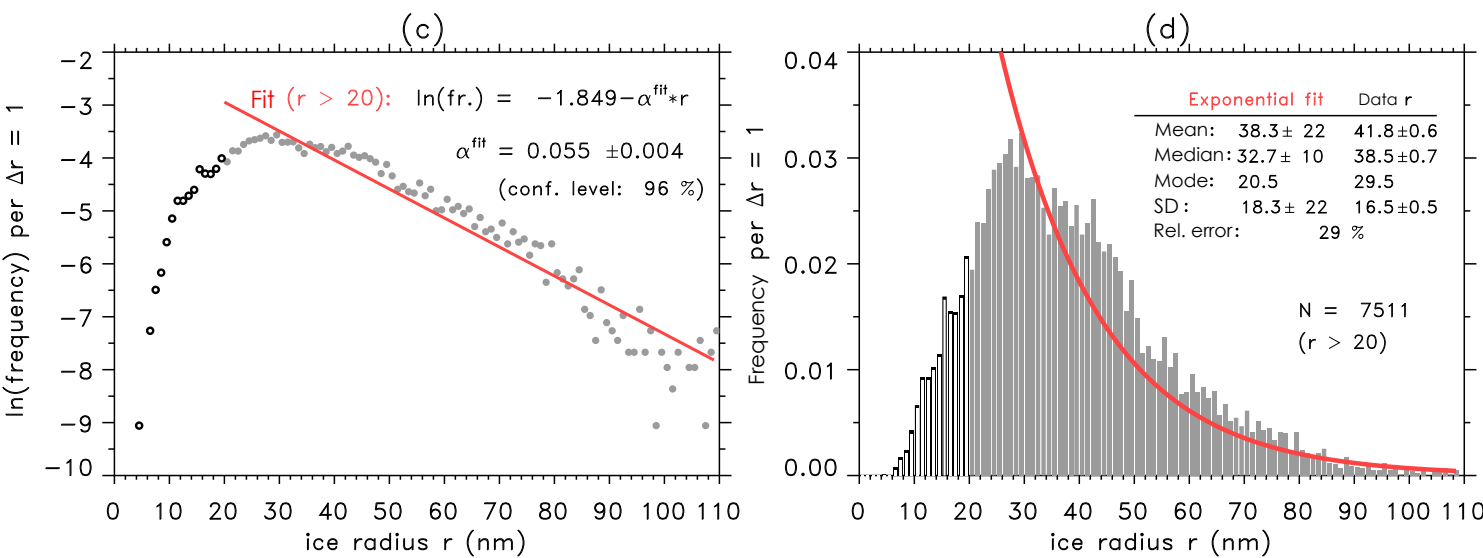 (c)
ln(frequency) per Δr = 1
-2
-3
-4
-5
-6
-7
-8
-9
-10
Fit (r > 20): ln(fr.) = -1.849-α^fit*r
α^fit = 0.055 ±0.004
(conf. level: 96 %)
0 10 20 30 40 50 60 70 80 90 100 110
ice radius r (nm)
(d)
Frequency per Δr = 1
0.04
0.03
0.02
0.01
0.00
Exponential fit Data r
Mean: 38.3± 22 41.8±0.6
Median: 32.7± 10 38.5±0.7
Mode: 20.5 29.5
SD: 18.3± 22 16.5±0.5
Rel. error: 29 %
N = 7511
(r > 20)
0 10 20 30 40 50 60 70 80 90 100 110
ice radius r (nm)